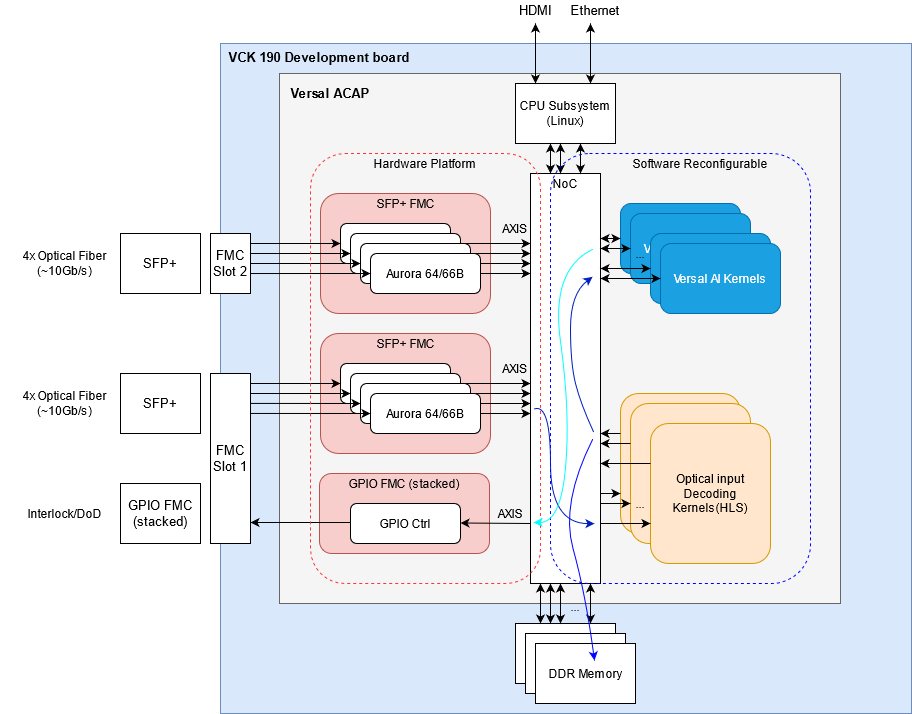 HDMI
Ethernet
VCK 190 Development board
Versal ACAP
CPU Subsystem
(Linux)
Hardware Platform
Software Reconfigurable
NoC
SFP+ FMC
AXIS
4x Optical Fiber
(~10Gb/s)
SFP+
FMC
Slot 2
Aurora 64/66B
V
...
Versal AI Kernels
SFP+ FMC
AXIS
4x Optical Fiber
(~10Gb/s)
SFP+
Aurora 64/66B
FMC
Slot 1
GPIO FMC (stacked)
Optical input
Decoding
Kernels(HLS)
...
Interlock/DoD
GPIO FMC
(stacked)
GPIO Ctrl
AXIS
...
DDR Memory